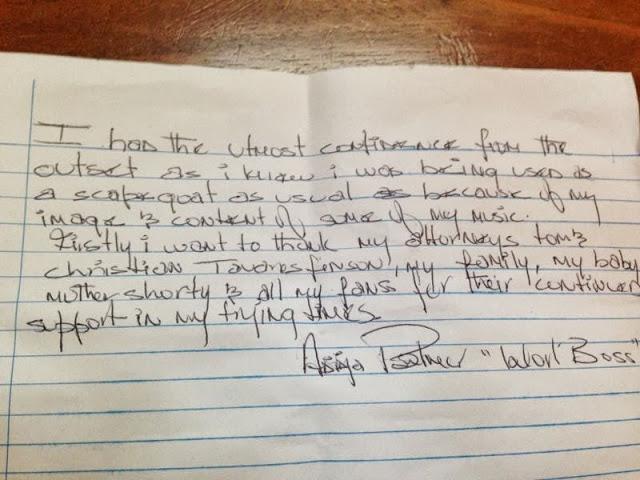 I had the utmost confidence from the
outset as i knew i was being used as
a scapegoat as usual as because of my
image & content of some of my music.
Firstly i want to thank my attorneys tom &
christian Tavares finson, my family, my baby
mother shorty & all my fans for their continued
support in my trying times.
Adidja Palmer "Worl' Boss"